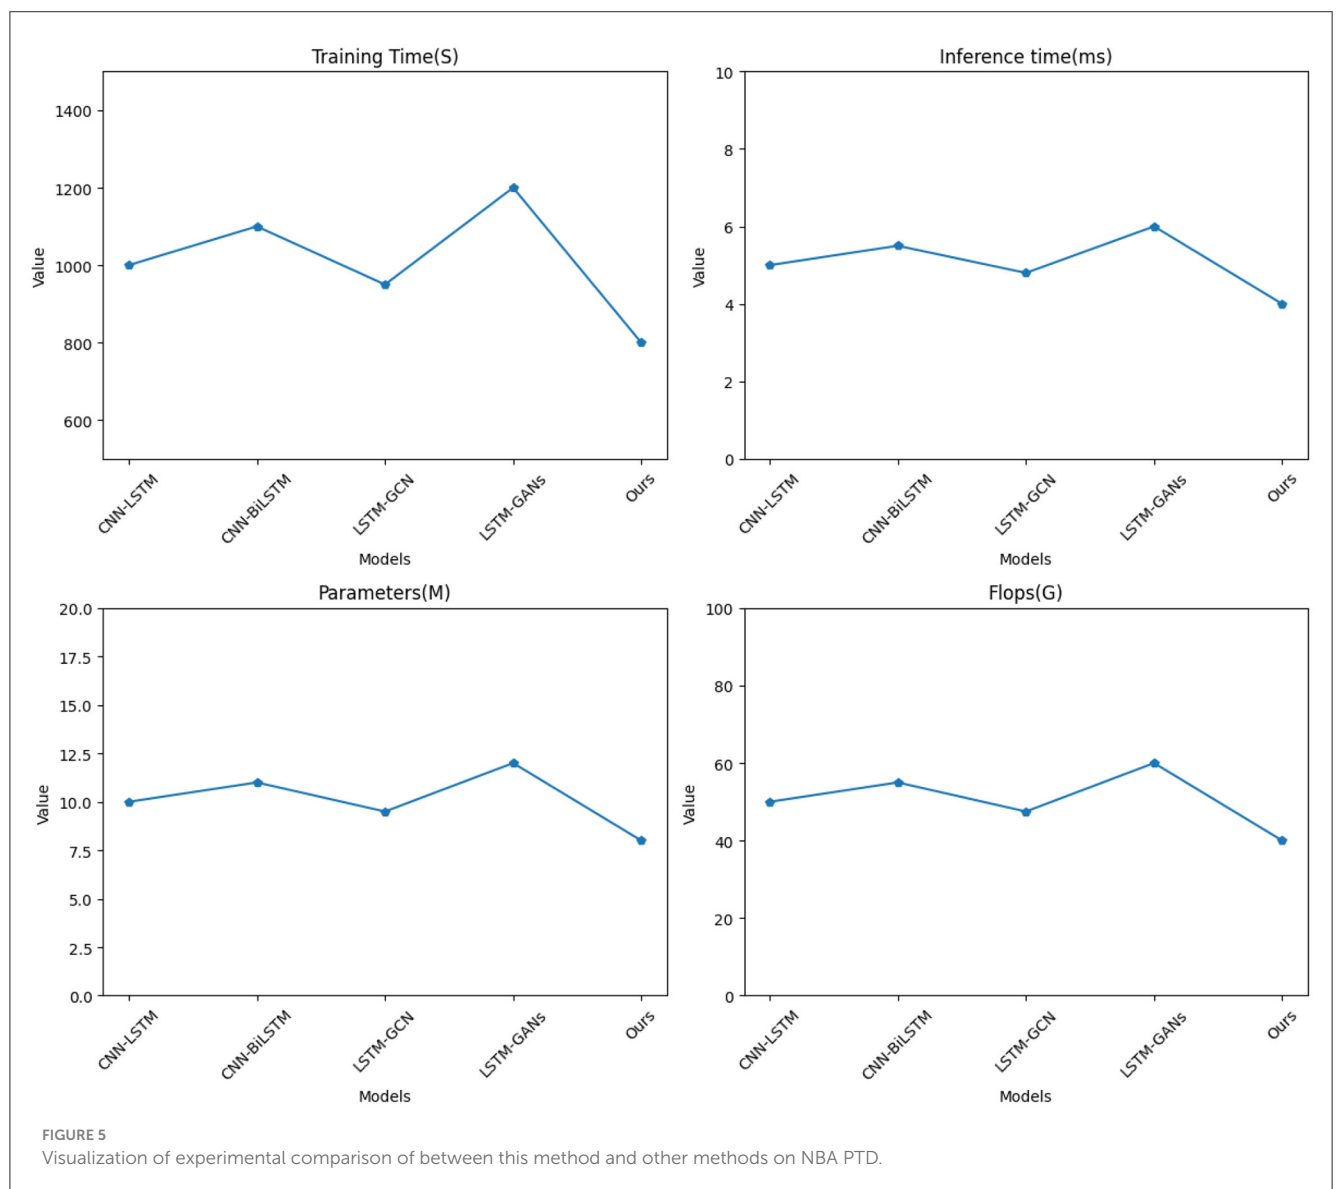 Training Time(S)
1400
1200
1000
800
600
Value
CNN-LSTM
CNN-BiLSTM
LSTM-GCN
LSTM-GANs
Ours
Models
Inference time(ms)
10
8
6
4
2
0
Value
CNN-LSTM
CNN-BiLSTM
LSTM-GCN
LSTM-GANs
Ours
Models
Parameters(M)
20.0
17.5
15.0
12.5
10.0
7.5
5.0
2.5
0.0
Value
CNN-LSTM
CNN-BiLSTM
LSTM-GCN
LSTM-GANs
Ours
Models
Flops(G)
100
80
60
40
20
0
Value
CNN-LSTM
CNN-BiLSTM
LSTM-GCN
LSTM-GANs
Ours
Models
FIGURE 5
Visualization of experimental comparison of between this method and other methods on NBA PTD.